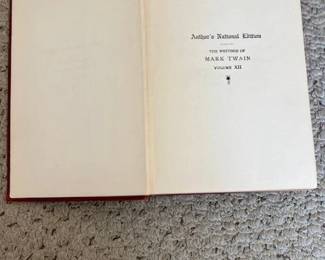 Author's National Edition
THE WRITINGS OF
MARK TWAIN
VOLUME XII